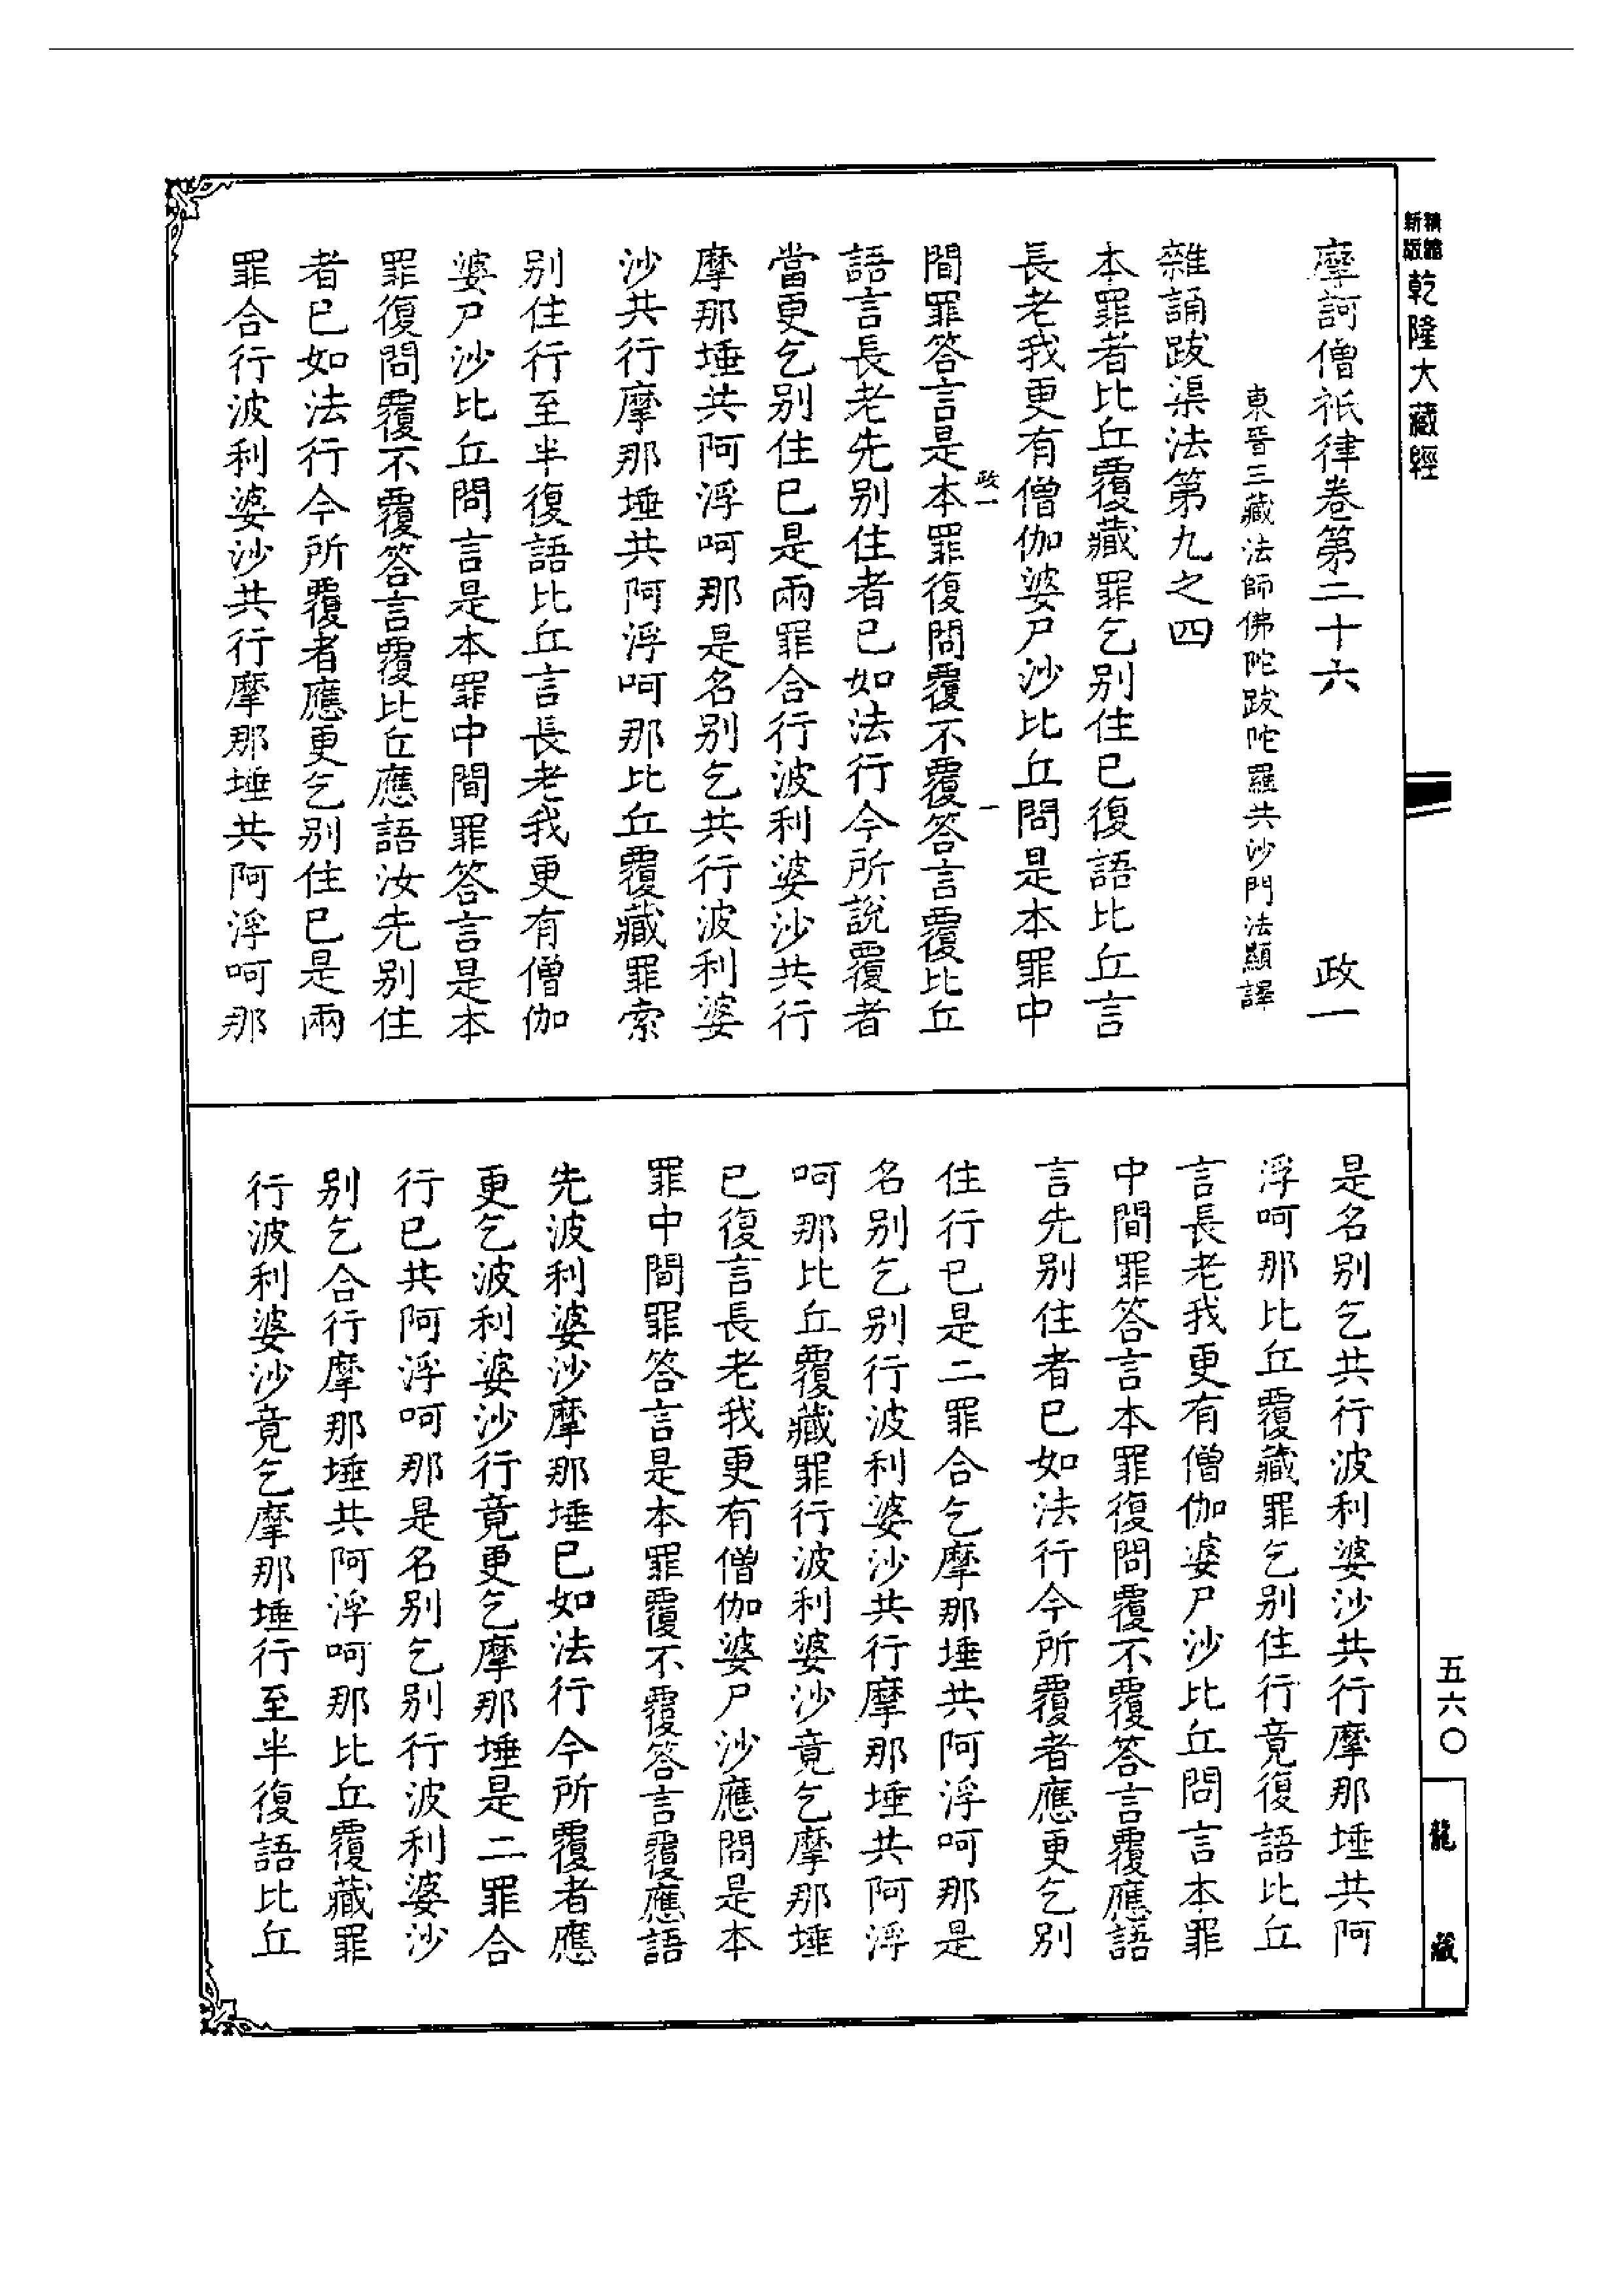 新精版縮乾隆大藏經
摩訶僧祇律卷第二十六 政一
東晉三藏法師佛陀跋陀羅共沙門法顯譯
雜誦跋渠法第九之四
本罪者比丘覆藏罪乞別住已復語比丘言
長老我更有僧伽婆尸沙比丘問是本罪中
間罪答言是本罪復問覆不覆答言覆比丘
政一 一
語言長老先別住者已如法行今所說覆者
當更乞別住已是兩罪合行波利婆沙共行
摩那埵共阿浮呵那是名別乞共行波利婆
沙共行摩那埵共阿浮呵那比丘覆藏罪索
別住行至半復語比丘言長老我更有僧伽
婆尸沙比丘問言是本罪中間罪答言是本
罪復問覆不覆答言覆比丘應語汝先別住
者已如法行今所覆者應更乞別住已是兩
罪合行波利婆沙共行摩那埵共阿浮呵那
是名別乞共行波利婆沙共行摩那埵共阿
浮呵那比丘覆藏罪乞別住行竟復語比丘
言長老我更有僧伽婆尸沙比丘問言本罪
中間罪答言本罪復問覆不覆答言覆應語
言先別住者已如法行今所覆者應更乞別
住行已是二罪合乞摩那埵共阿浮呵那是
名別乞別行波利婆沙共行摩那埵共阿浮
呵那比丘覆藏罪行波利婆沙竟乞摩那埵
已復言長老我更有僧伽婆尸沙應問是本
罪中間罪答言是本罪覆不覆答言覆應語
先波利婆沙摩那埵已如法行今所覆者應
更乞波利婆沙行竟更乞摩那埵是二罪合
行已共阿浮呵那是名別乞別行波利婆沙
別乞合行摩那埵共阿浮呵那比丘覆藏罪
行波利婆沙竟乞摩那埵行至半復語比丘
五六〇
龍藏